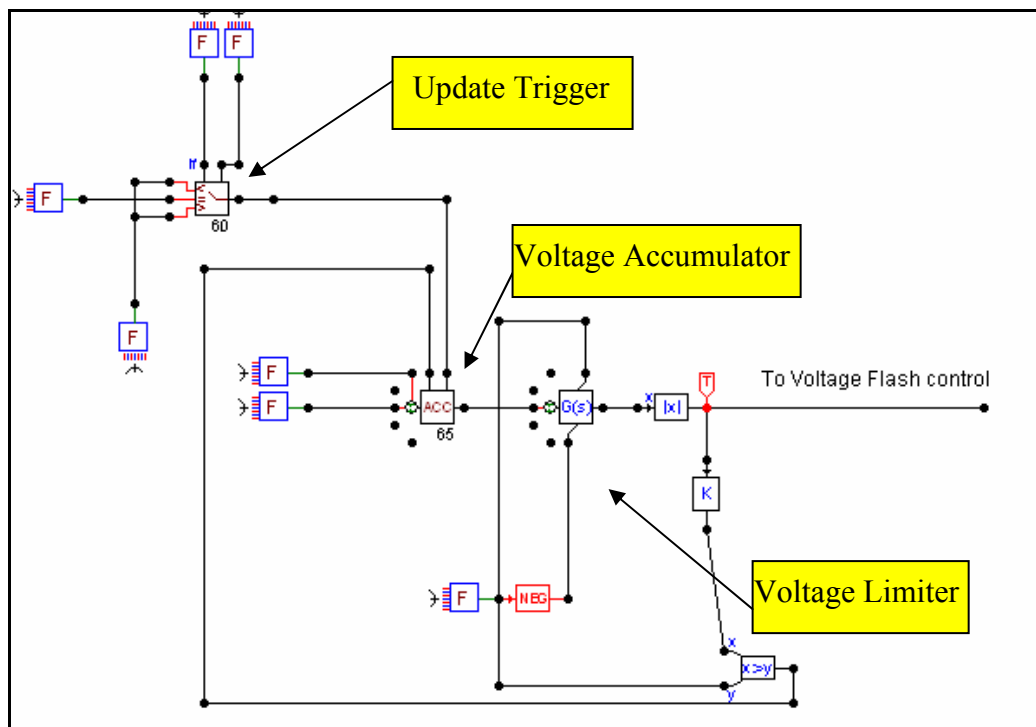 F F
Update Trigger
F
60
F
Voltage Accumulator
F
F
ACC
65
G(s)
x
|x|
T
To Voltage Flash control
K
F
NEG
Voltage Limiter
x
x>y
y